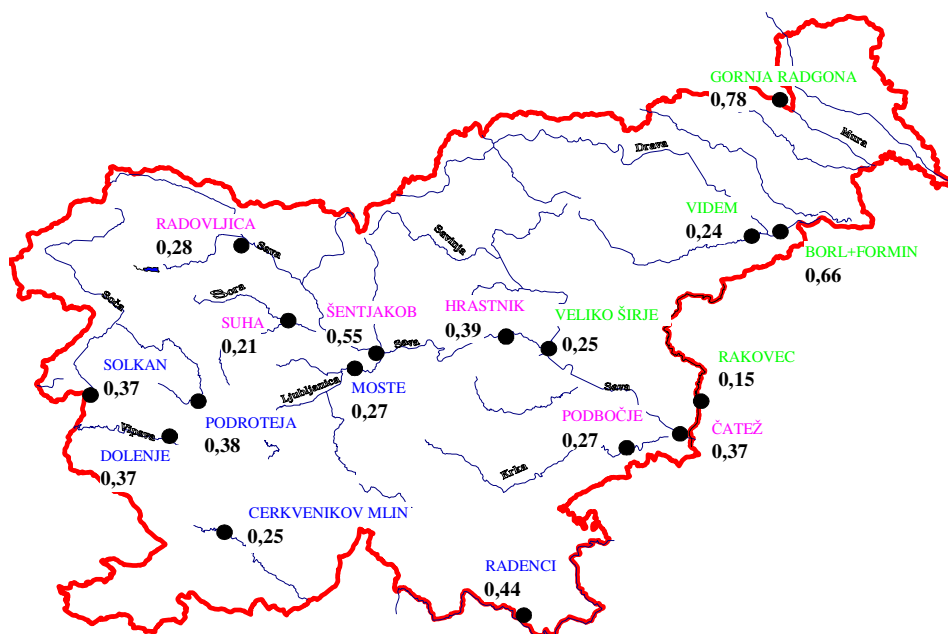 GORNJA RADGONA
0,78
Mura
Drava
VIDEM
0,24
BORL+FORMIN
0,66
RADOVLJICA
0,28
Sava
Savinja
Soča
Sora
SUHA
0,21
ŠENTJAKOB
0,55
Sava
HRASTNIK
0,39
VELIKO ŠIRJE
0,25
RAKOVEC
0,15
SOLKAN
0,37
Ljubljanica
MOSTE
0,27
Sava
PODROTEJA
0,38
Vipava
DOLENJE
0,37
PODBOČJE
0,27
ČATEŽ
0,37
Krka
CERKVENIKOV MLIN
0,25
RADENCI
0,44